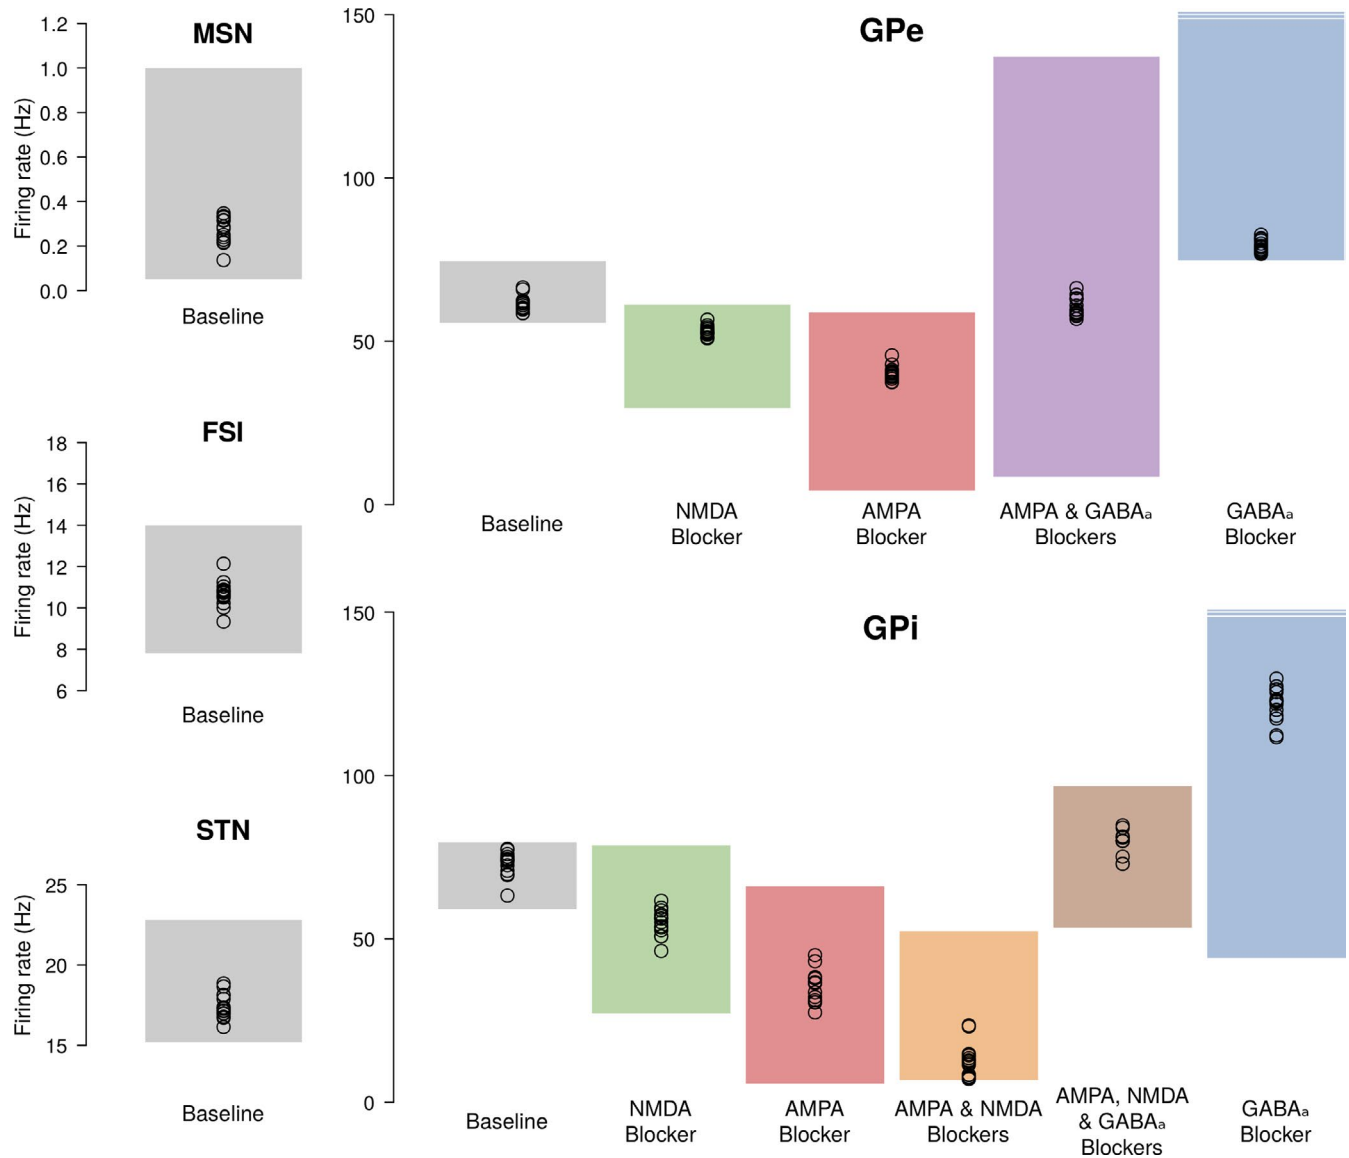 MSN
Firing rate (Hz)
1.2
1.0
0.8
0.6
0.4
0.2
0.0
Baseline
FSI
Firing rate (Hz)
18
16
14
12
10
8
6
Baseline
STN
Firing rate (Hz)
25
20
15
Baseline
GPe
150
100
50
0
Baseline
NMDA
Blocker
AMPA
Blocker
AMPA & GABAₐ
Blockers
GABAₐ
Blocker
GPi
150
100
50
0
Baseline
NMDA
Blocker
AMPA
Blocker
AMPA & NMDA
Blockers
AMPA, NMDA
& GABAₐ
Blockers
GABAₐ
Blocker